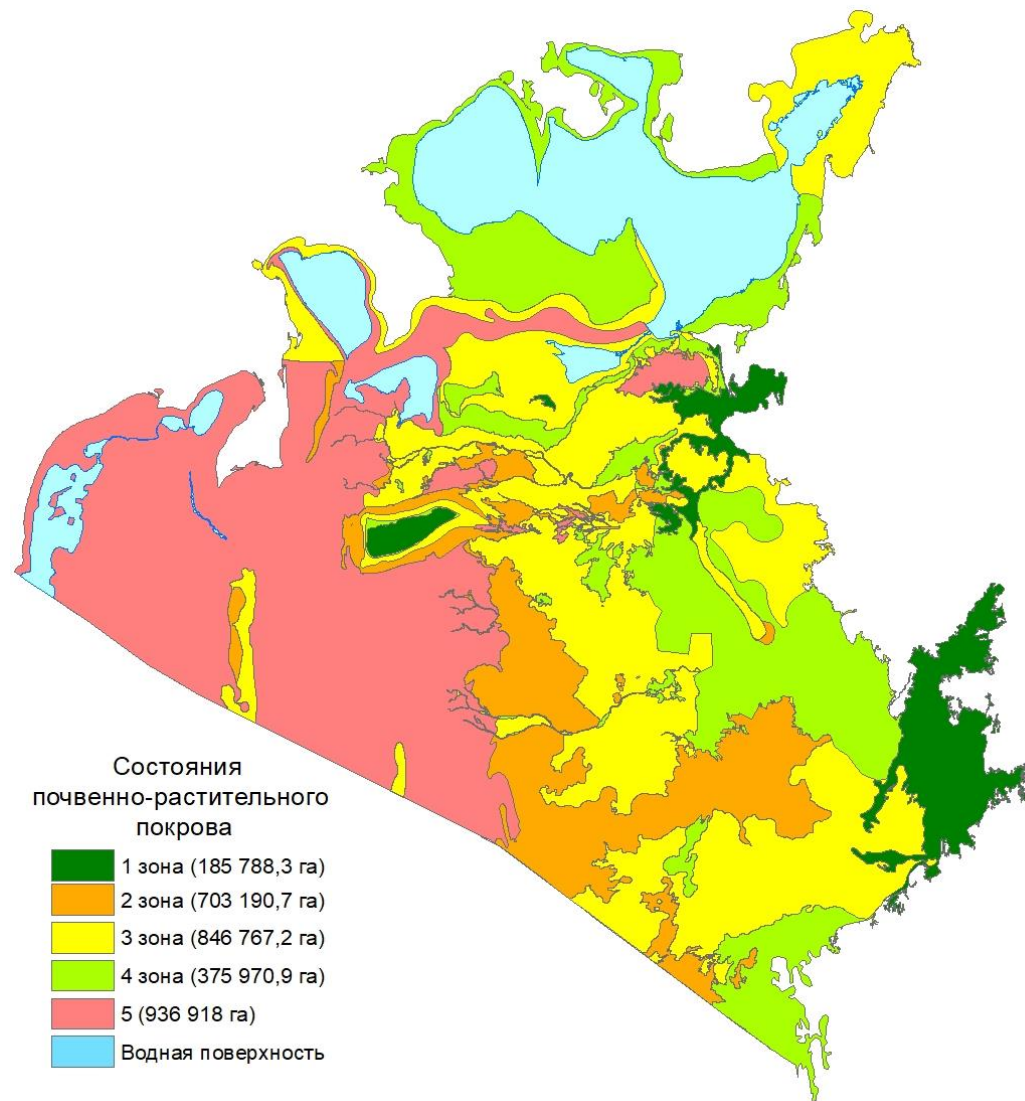 Состояния
почвенно-растительного
покрова
1 зона (185 788,3 га)
2 зона (703 190,7 га)
3 зона (846 767,2 га)
4 зона (375 970,9 га)
5 (936 918 га)
Водная поверхность